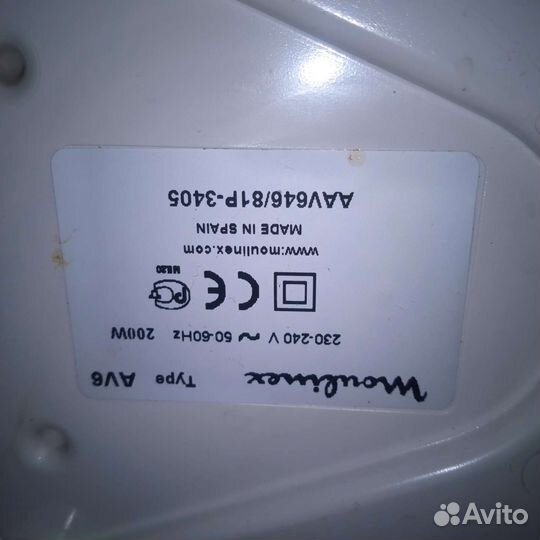 moulinex Type AV6
230-240 V ~ 50-60Hz 200W
CE
ME20
www.moulinex.com
MADE IN SPAIN
AAV646/81P-3405
Avito